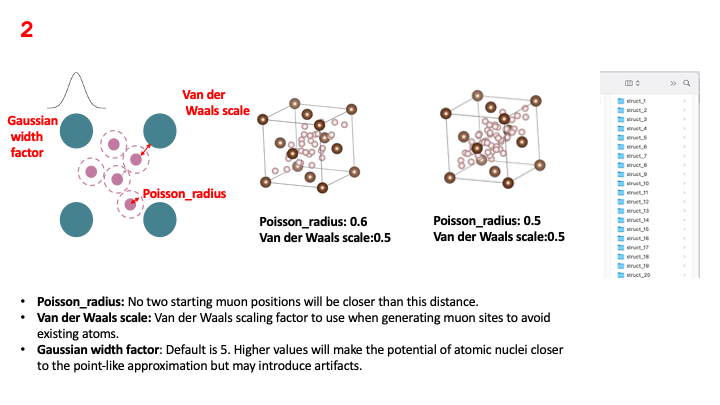 2
Gaussian
width
factor
Van der
Waals scale
Poisson_radius
Poisson_radius: 0.6
Van der Waals scale:0.5
Poisson_radius: 0.5
Van der Waals scale:0.5
struct_1
struct_2
struct_3
struct_4
struct_5
struct_6
struct_7
struct_8
struct_9
struct_10
struct_11
struct_12
struct_13
struct_14
struct_15
struct_16
struct_17
struct_18
struct_19
struct_20
• Poisson_radius: No two starting muon positions will be closer than this distance.
• Van der Waals scale: Van der Waals scaling factor to use when generating muon sites to avoid
existing atoms.
• Gaussian width factor: Default is 5. Higher values will make the potential of atomic nuclei closer
to the point-like approximation but may introduce artifacts.